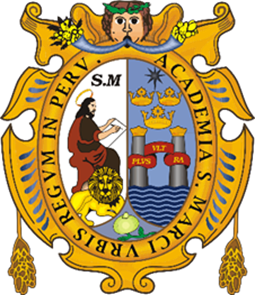 ACADEMIA S MARCI VRBIS REGVM IN PERV .
S.M
VLT
PLVS RA